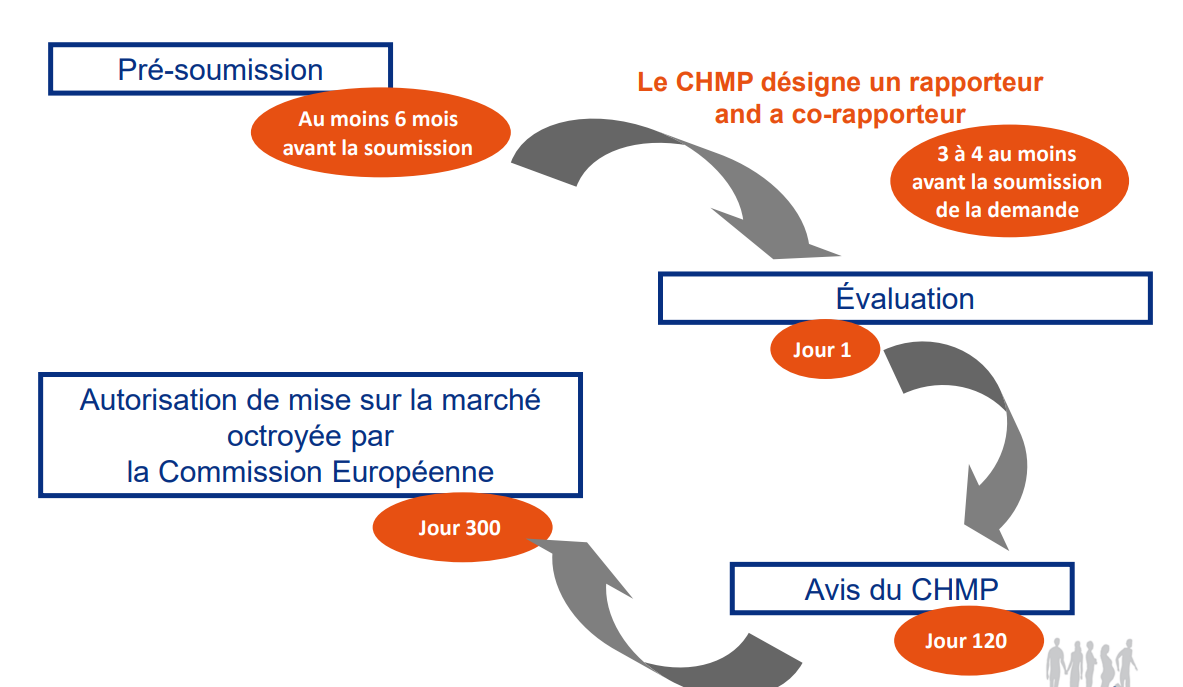 Pré-soumission
Au moins 6 mois
avant la soumission
Le CHMP désigne un rapporteur
and a co-rapporteur
3 à 4 au moins
avant la soumission
de la demande
Évaluation
Jour 1
Autorisation de mise sur la marché
octroyée par
la Commission Européenne
Jour 300
Avis du CHMP
Jour 120